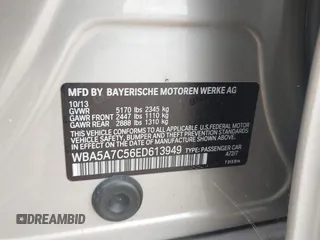 MFD BY BAYERISCHE MOTOREN WERKE AG
10/13
GVWR 5170 lbs 2345 kg
GAWR FRONT 2447 lbs 1110 kg
GAWR REAR 2888 lbs 1310 kg
THIS VEHICLE CONFORMS TO ALL APPLICABLE U.S. FEDERAL MOTOR
VEHICLE SAFETY, BUMPER, AND THEFT PREVENTION STANDARDS
IN EFFECT ON THE DATE OF MANUFACTURE SHOWN ABOVE.
WBA5A7C56ED613949 TYPE: PASSENGER CAR
DREAMBID